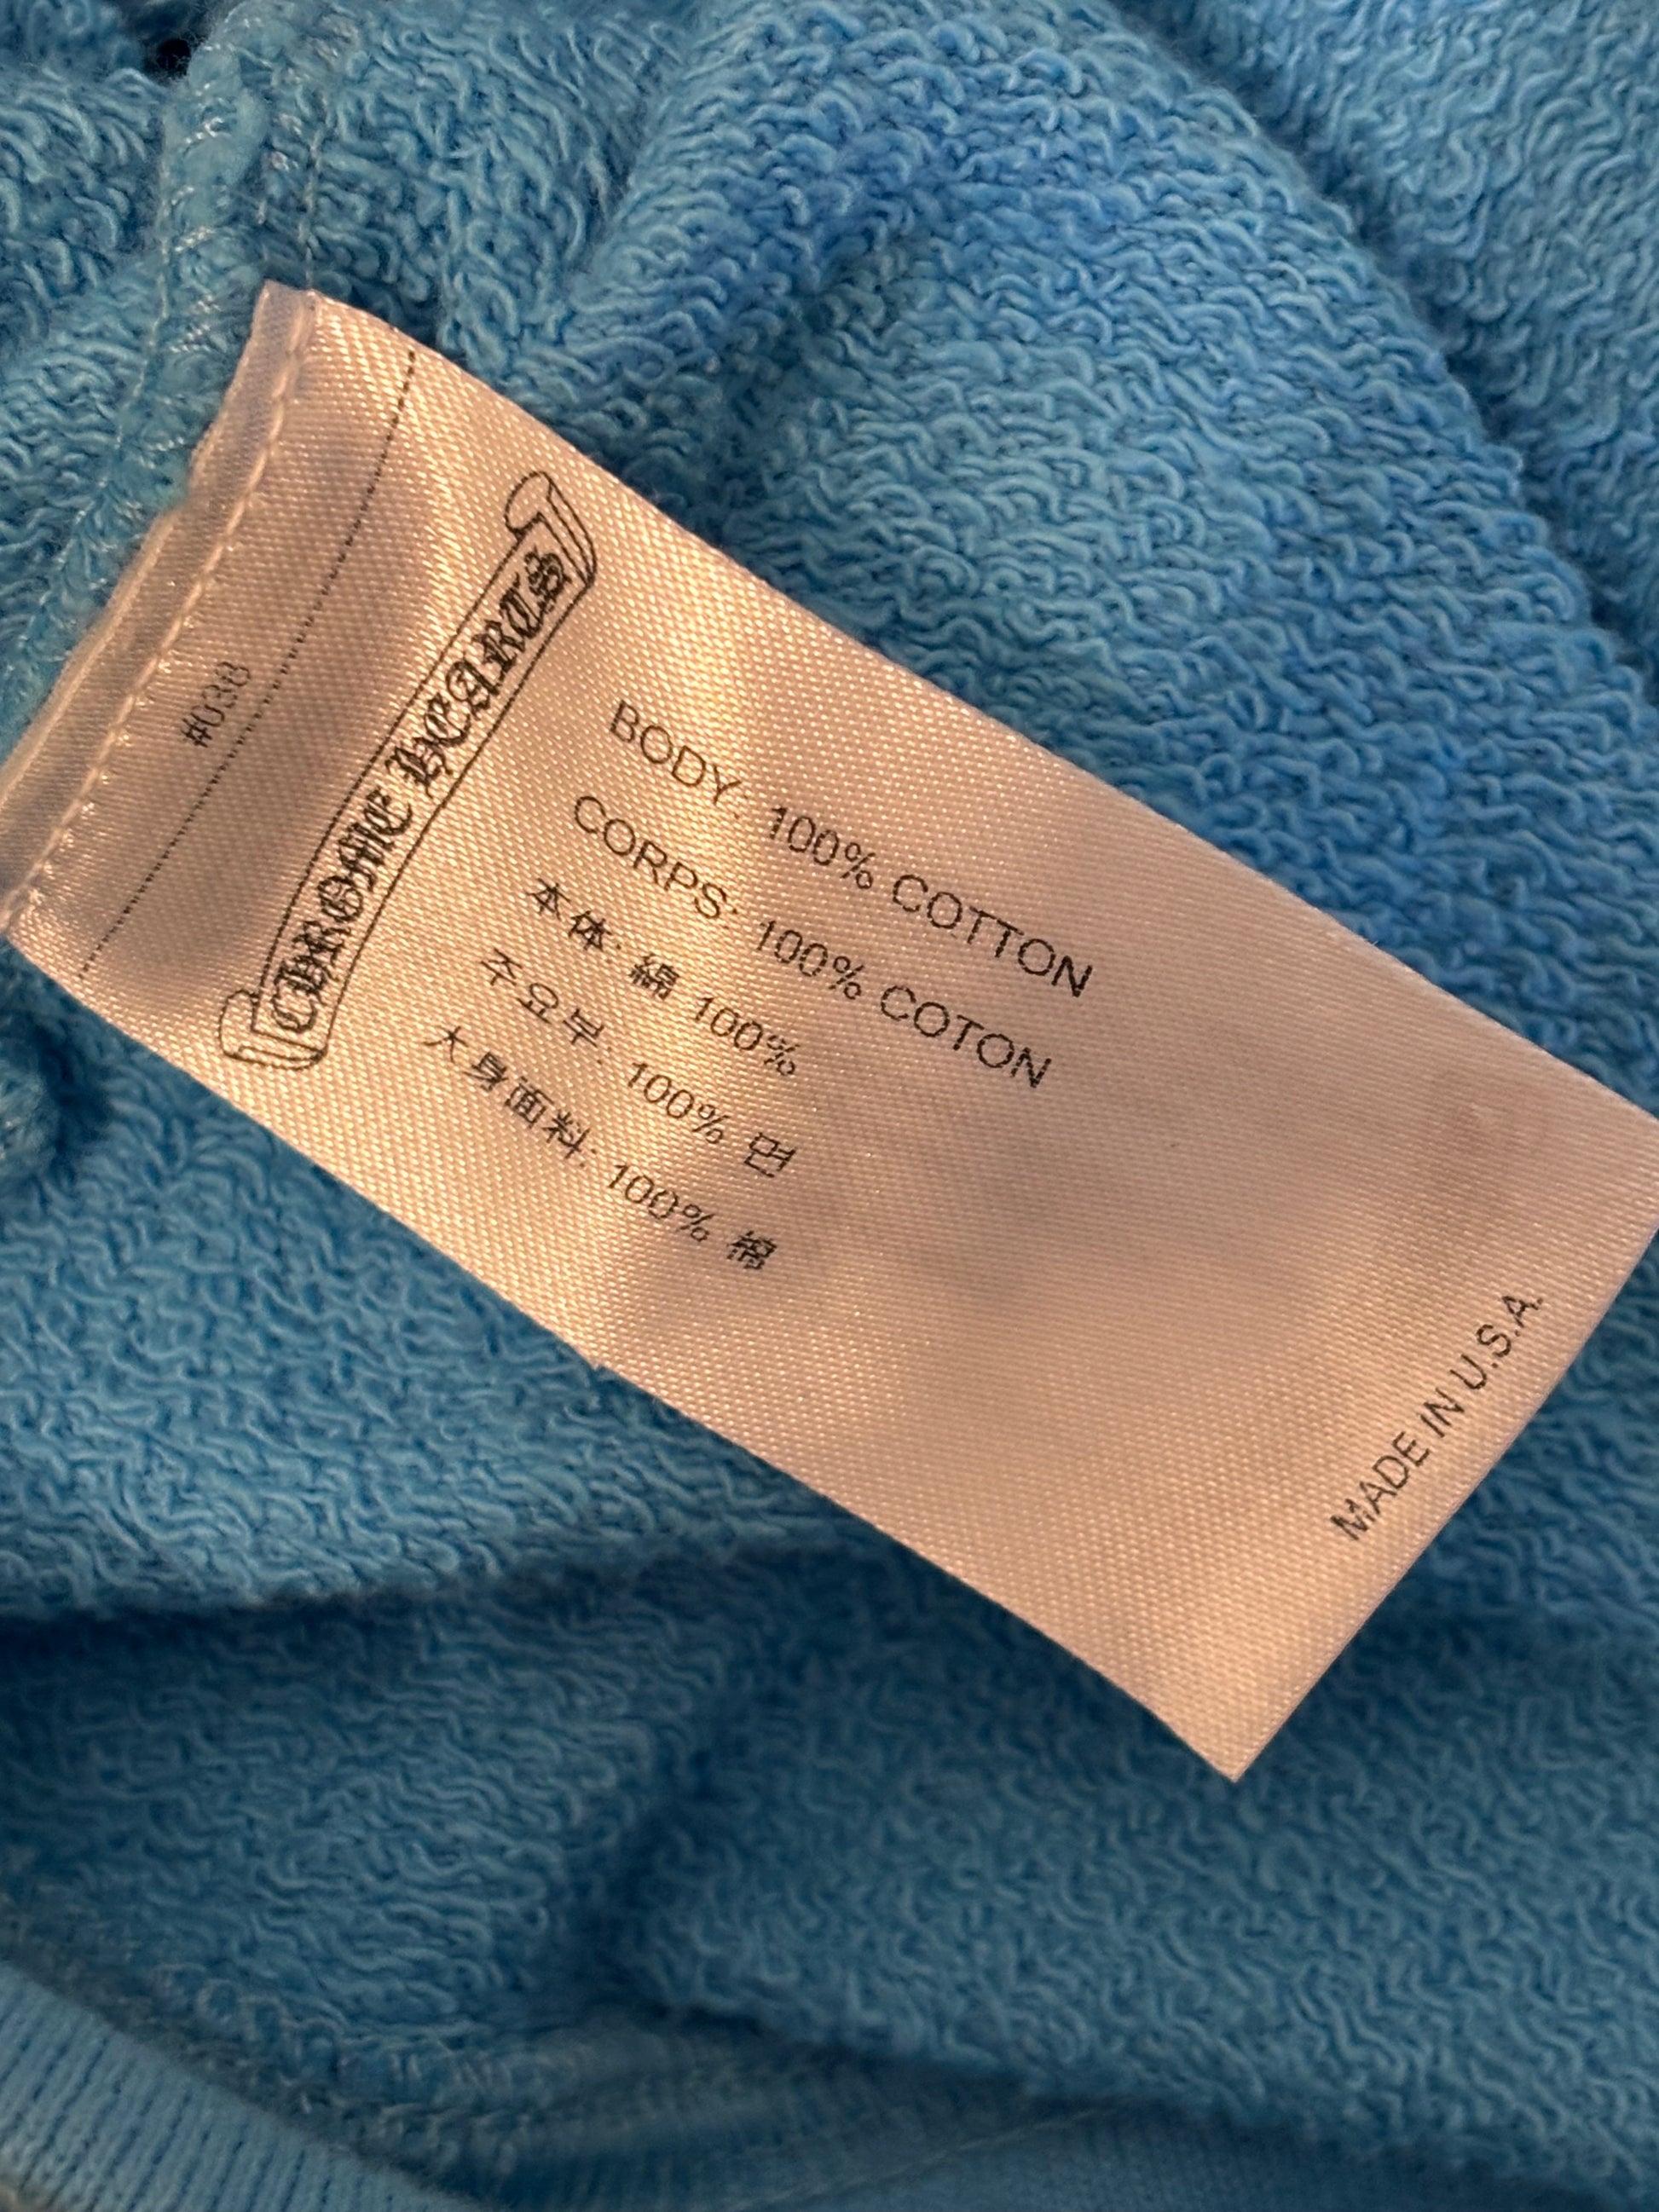 #038
CHROME HEARTS
BODY: 100% COTTON
CORPS: 100% COTON
本体: 綿 100%
주요부: 100% 면
大身面料: 100% 綿
MADE IN U.S.A.